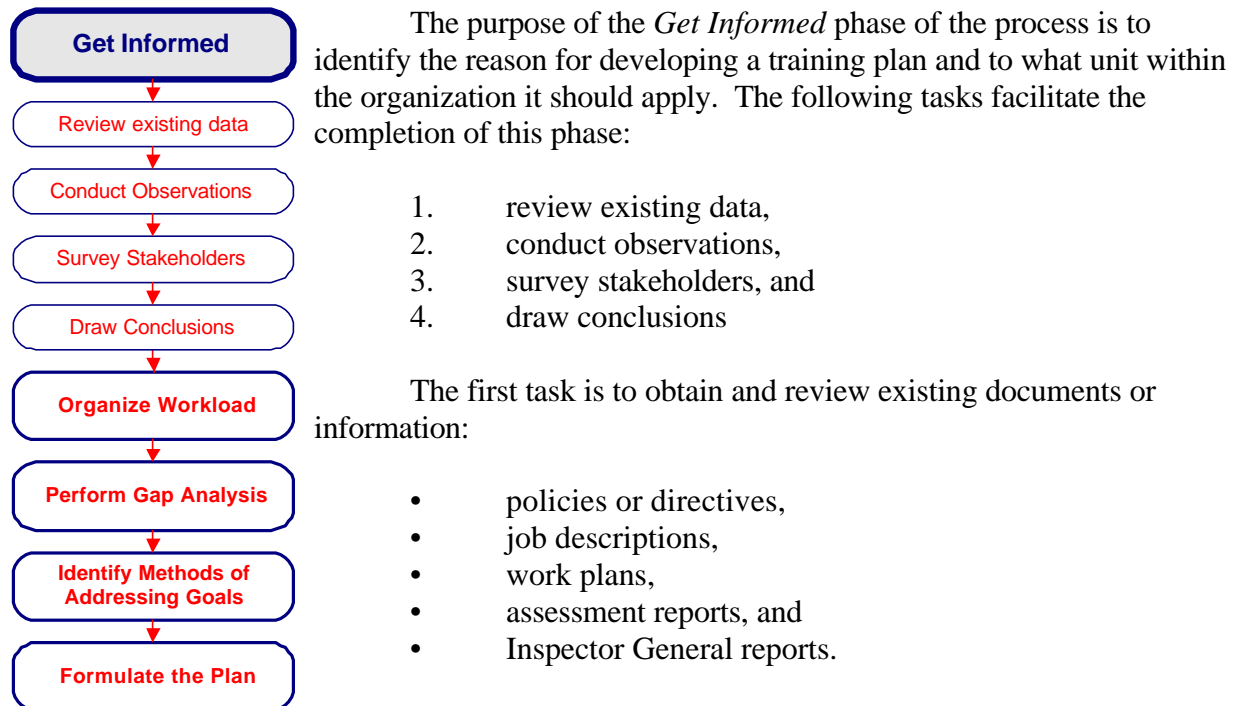 Get Informed
Review existing data
Conduct Observations
Survey Stakeholders
Draw Conclusions
Organize Workload
Perform Gap Analysis
Identify Methods of
Addressing Goals
Formulate the Plan
The purpose of the Get Informed phase of the process is to
identify the reason for developing a training plan and to what unit within
the organization it should apply.  The following tasks facilitate the
completion of this phase:
1. review existing data,
2. conduct observations,
3. survey stakeholders, and
4. draw conclusions
The first task is to obtain and review existing documents or
information:
• policies or directives,
• job descriptions,
• work plans,
• assessment reports, and
• Inspector General reports.